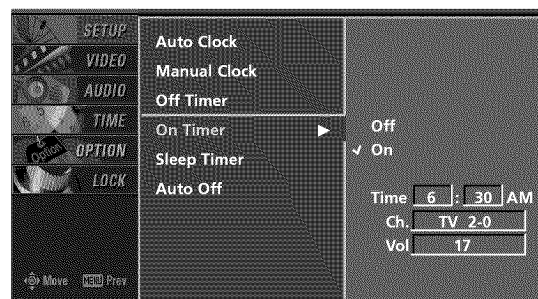 SETUP
VIDEO
AUDIO
TIME
OPTION
LOCK
Option
Move MENU Prev
Auto Clock
Manual Clock
Off Timer
On Timer ▶
Sleep Timer
Auto Off
Off
✓ On
Time 6 : 30 AM
Ch. TV 2-0
Vol 17